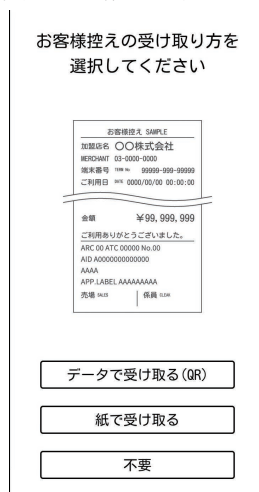 お客様控えの受け取り方を
選択してください
お客様控え SAMPLE
加盟店名 〇〇株式会社
MERCHANT 03-0000-0000
端末番号 TERM No 99999-999-99999
ご利用日 DATE 0000/00/00 00:00:00
金額 ￥99,999,999
ご利用ありがとうございました。
ARC 00 ATC 00000 No.00
AID A0000000000000
AAAA
APP.LABEL AAAAAAAAA
売場 SALES 係員 CLERK
データで受け取る(QR)
紙で受け取る
不要